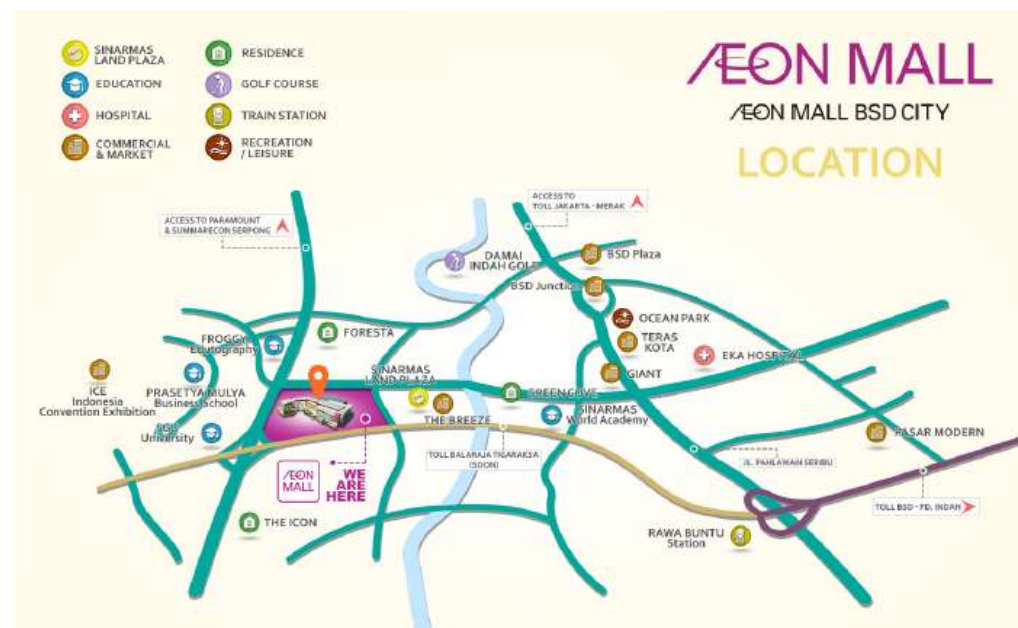 SINARMAS
LAND PLAZA
EDUCATION
HOSPITAL
COMMERCIAL
& MARKET
RESIDENCE
GOLF COURSE
TRAIN STATION
RECREATION
/ LEISURE
ÆON MALL
ÆON MALL BSD CITY
LOCATION
ACCESS TO
TOLL JAKARTA - MERAK
ACCESS TO PARAMOUNT
& SUMMARECON SERPONG
DAMAI
INDAH GOLF
BSD Plaza
BSD Junction
OCEAN PARK
TERAS
KOTA
EKA HOSPITAL
GIANT
FROGGY
Edutography
FORESTA
ICE
Indonesia
Convention Exhibition
PRASETYA MULYA
Business School
SGU
University
SINARMAS
LAND PLAZA
THE BREEZE
GREEN COVE
SINARMAS
World Academy
PASAR MODERN
TOLL BALARAJA TIGARAKSA
(SOON)
JL. PAHLAWAN SERIBU
ÆON
MALL
WE
ARE
HERE
THE ICON
RAWA BUNTU
Station
TOLL BSD - PD. INDAH